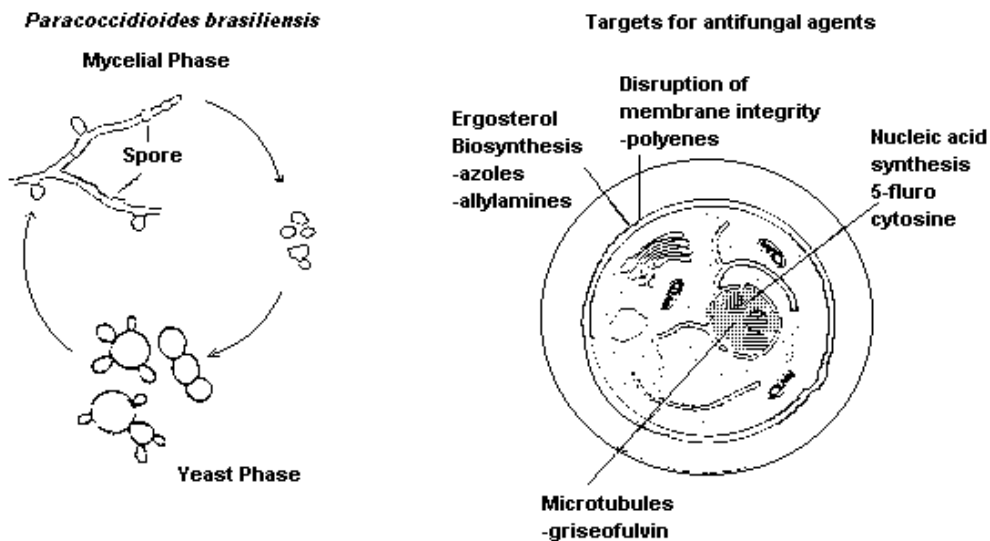 Paracoccidioides brasiliensis
Mycelial Phase
Spore
Yeast Phase
Targets for antifungal agents
Ergosterol
Biosynthesis
-azoles
-allylamines
Disruption of
membrane integrity
-polyenes
Nucleic acid
synthesis
5-fluro
cytosine
Microtubules
-griseofulvin